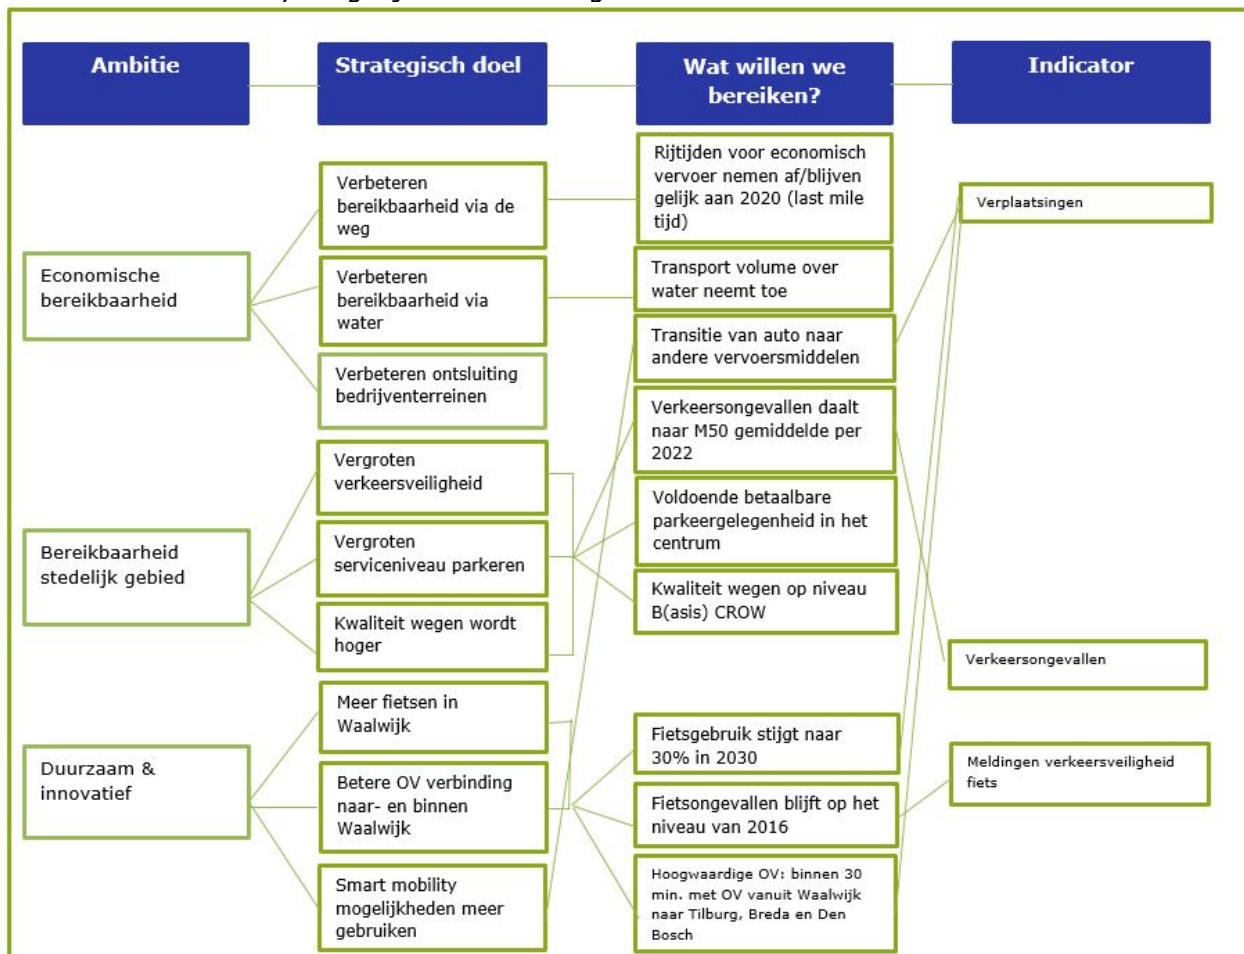 Ambitie
Strategisch doel
Wat willen we
bereiken?
Indicator
Economische
bereikbaarheid
Verbeteren
bereikbaarheid via de
weg
Verbeteren
bereikbaarheid via
water
Verbeteren ontsluiting
bedrijventerreinen
Rijtijden voor economisch
vervoer nemen af/blijven
gelijk aan 2020 (last mile
tijd)
Transport volume over
water neemt toe
Transitie van auto naar
andere vervoersmiddelen
Verplaatsingen
Bereikbaarheid
stedelijk gebied
Vergroten
verkeersveiligheid
Vergroten
serviceniveau parkeren
Kwaliteit wegen wordt
hoger
Verkeersongevallen daalt
naar M50 gemiddelde per
2022
Voldoende betaalbare
parkeergelegenheid in het
centrum
Kwaliteit wegen op niveau
B(asis) CROW
Verkeersongevallen
Duurzaam &
innovatief
Meer fietsen in
Waalwijk
Betere OV verbinding
naar- en binnen
Waalwijk
Smart mobility
mogelijkheden meer
gebruiken
Fietsgebruik stijgt naar
30% in 2030
Fietsongevallen blijft op het
niveau van 2016
Hoogwaardige OV: binnen 30
min. met OV vanuit Waalwijk
naar Tilburg, Breda en Den
Bosch
Meldingen verkeersveiligheid
fiets